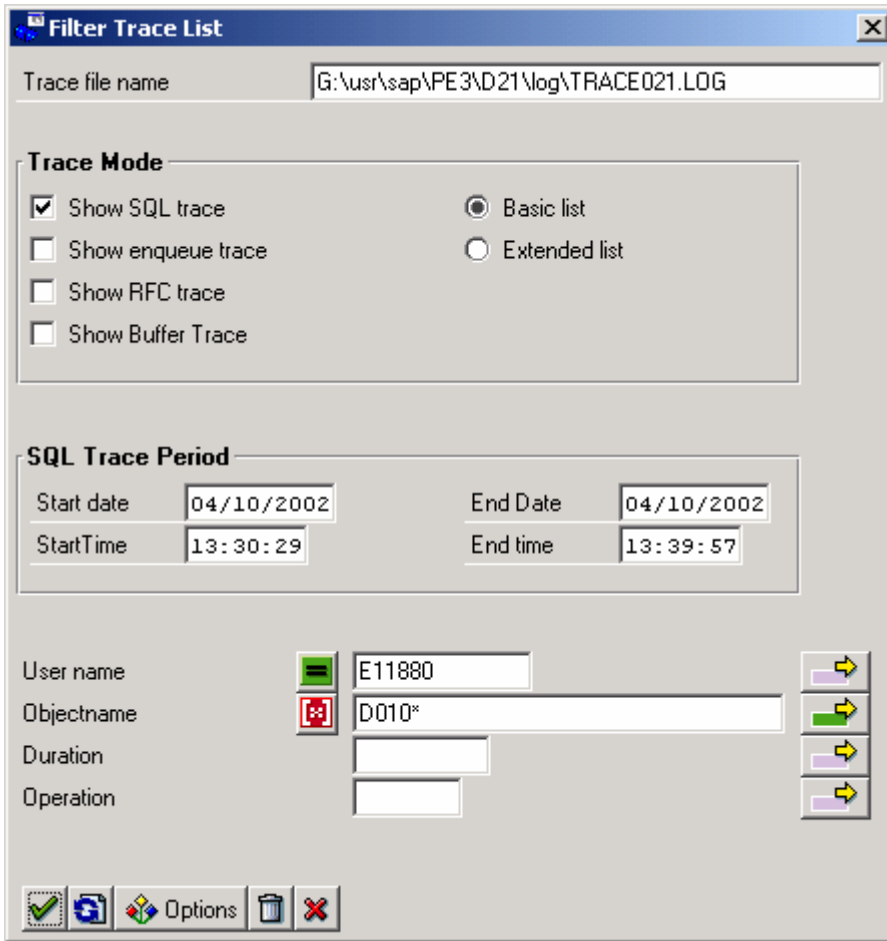 Filter Trace List
Trace file name G:\usr\sap\PE3\D21\log\TRACE021.LOG
Trace Mode
Show SQL trace Basic list
Show enqueue trace Extended list
Show RFC trace
Show Buffer Trace
SQL Trace Period
Start date 04/10/2002 End Date 04/10/2002
StartTime 13:30:29 End time 13:39:57
User name E11880
Objectname D010*
Duration
Operation
Options